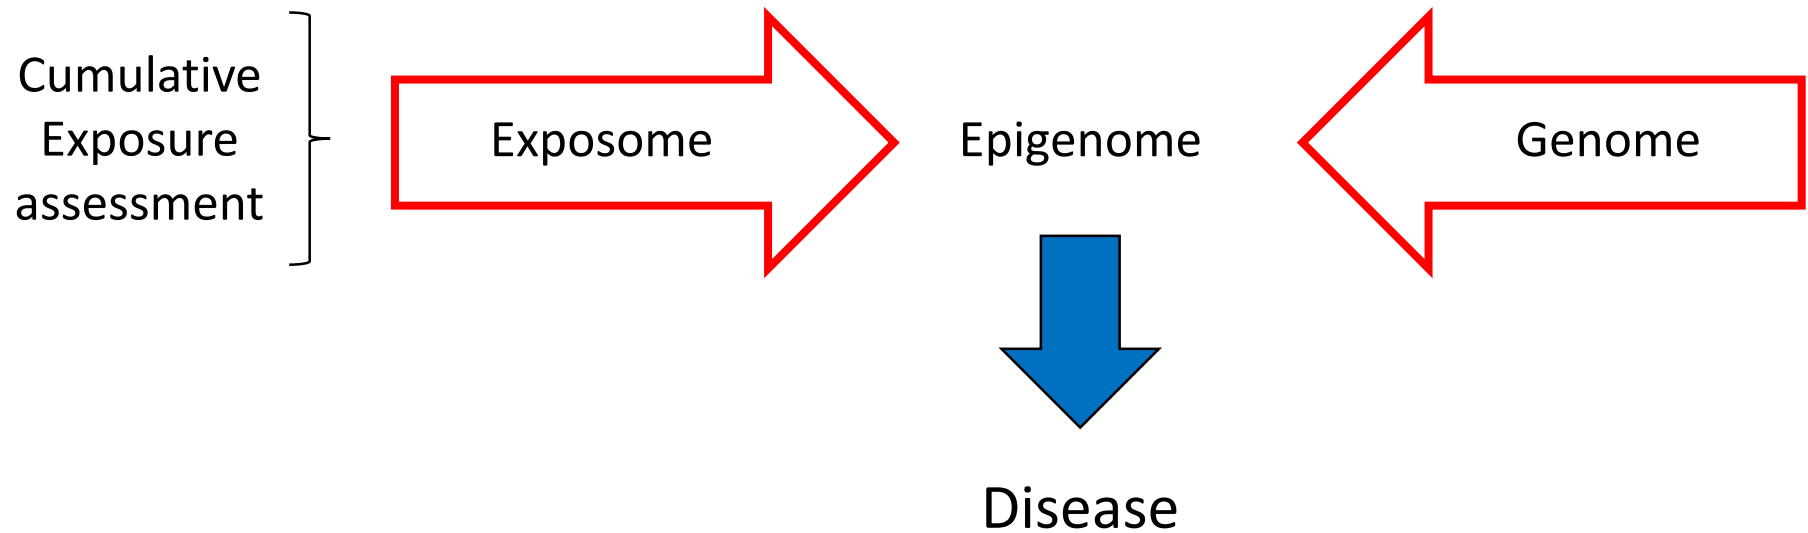 Cumulative
Exposure
assessment
Exposome
Epigenome
Genome
Disease